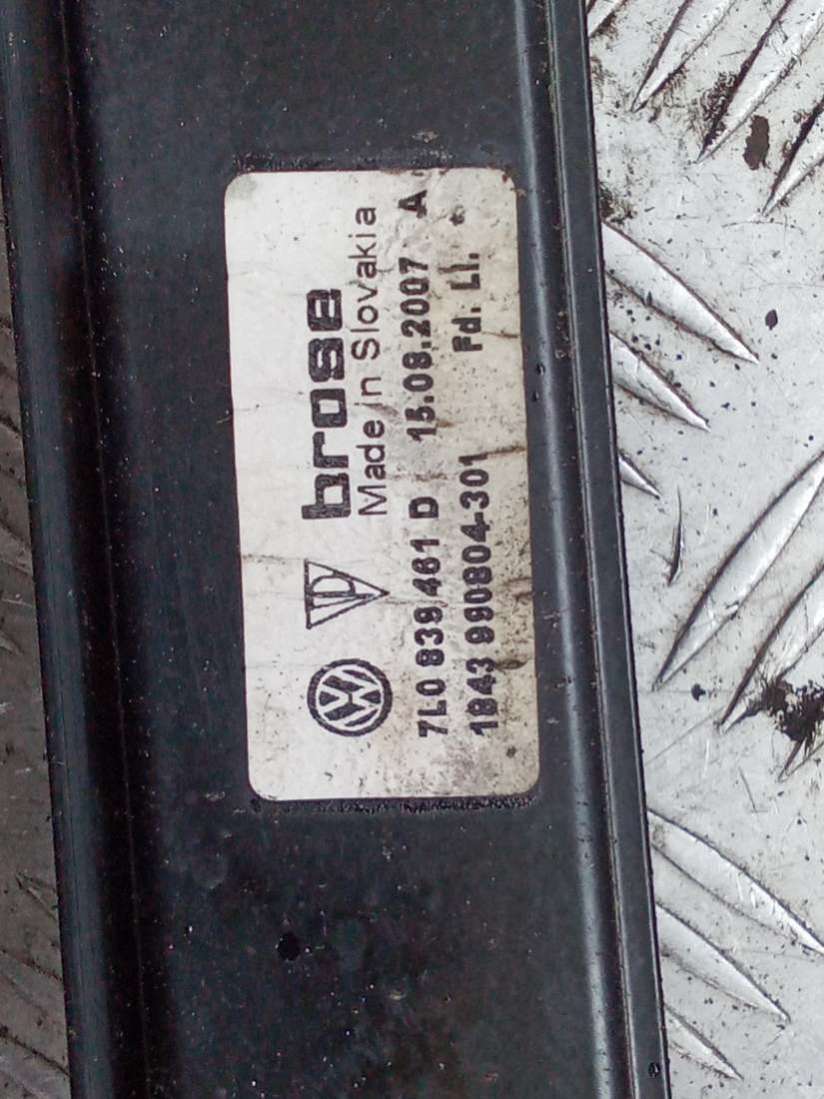 brose
Made in Slovakia
7L0 839 461 D 15.08.2007 A
1843 990804-301 Fd. LI.